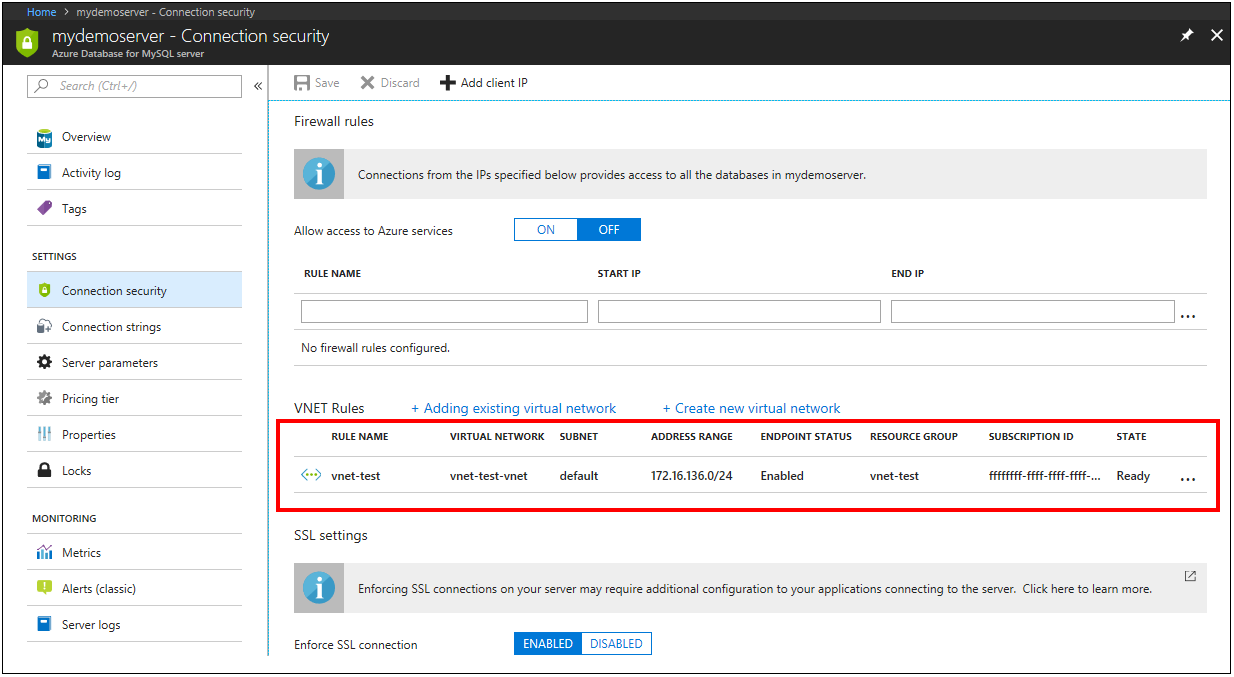 Home > mydemoserver - Connection security
mydemoserver - Connection security
Azure Database for MySQL server
Search (Ctrl+/)
«
Overview
Activity log
Tags
SETTINGS
Connection security
Connection strings
Server parameters
Pricing tier
Properties
Locks
MONITORING
Metrics
Alerts (classic)
Server logs
Save Discard Add client IP
Firewall rules
Connections from the IPs specified below provides access to all the databases in mydemoserver.
Allow access to Azure services ON OFF
RULE NAME START IP END IP
...
No firewall rules configured.
VNET Rules + Adding existing virtual network + Create new virtual network
RULE NAME VIRTUAL NETWORK SUBNET ADDRESS RANGE ENDPOINT STATUS RESOURCE GROUP SUBSCRIPTION ID STATE
vnet-test vnet-test-vnet default 172.16.136.0/24 Enabled vnet-test ffffffff-ffff-ffff-ffff-... Ready ...
SSL settings
Enforcing SSL connections on your server may require additional configuration to your applications connecting to the server. Click here to learn more.
Enforce SSL connection ENABLED DISABLED